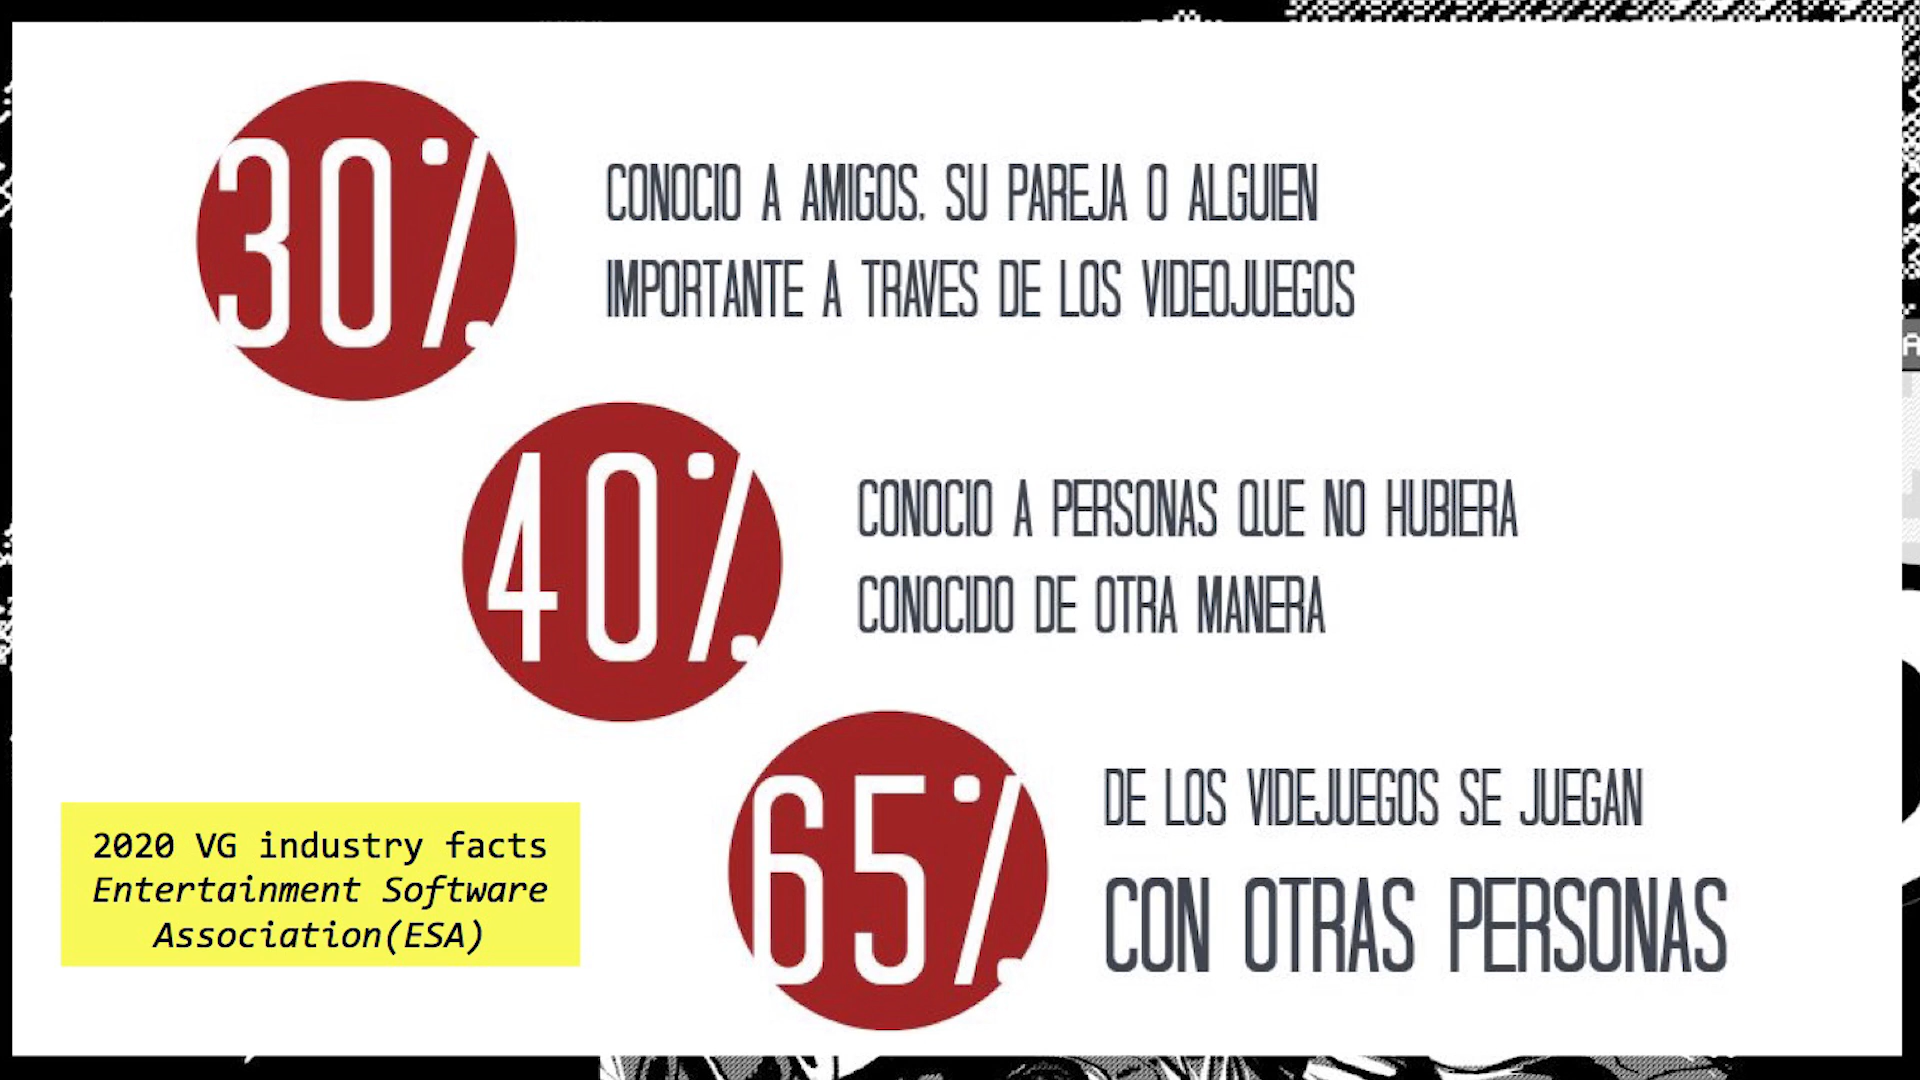 30%
CONOCIO A AMIGOS, SU PAREJA O ALGUIEN
IMPORTANTE A TRAVES DE LOS VIDEOJUEGOS
40%
CONOCIO A PERSONAS QUE NO HUBIERA
CONOCIDO DE OTRA MANERA
65%
DE LOS VIDEJUEGOS SE JUEGAN
CON OTRAS PERSONAS
2020 VG industry facts
Entertainment Software
Association(ESA)
A